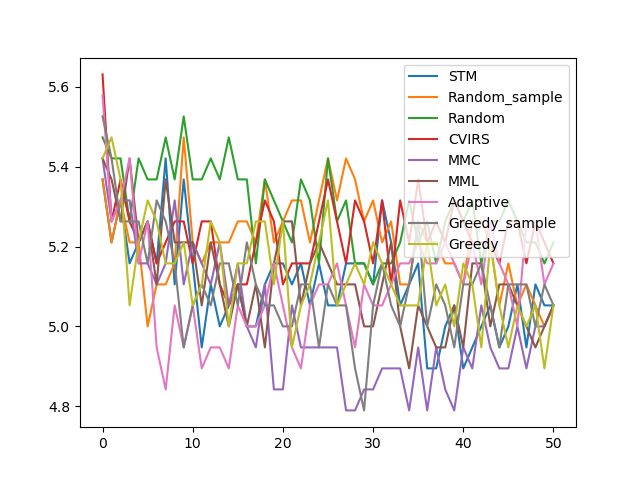 5.6
5.4
5.2
5.0
4.8
0
10
20
30
40
50
STM
Random_sample
Random
CVIRS
MMC
MML
Adaptive
Greedy_sample
Greedy